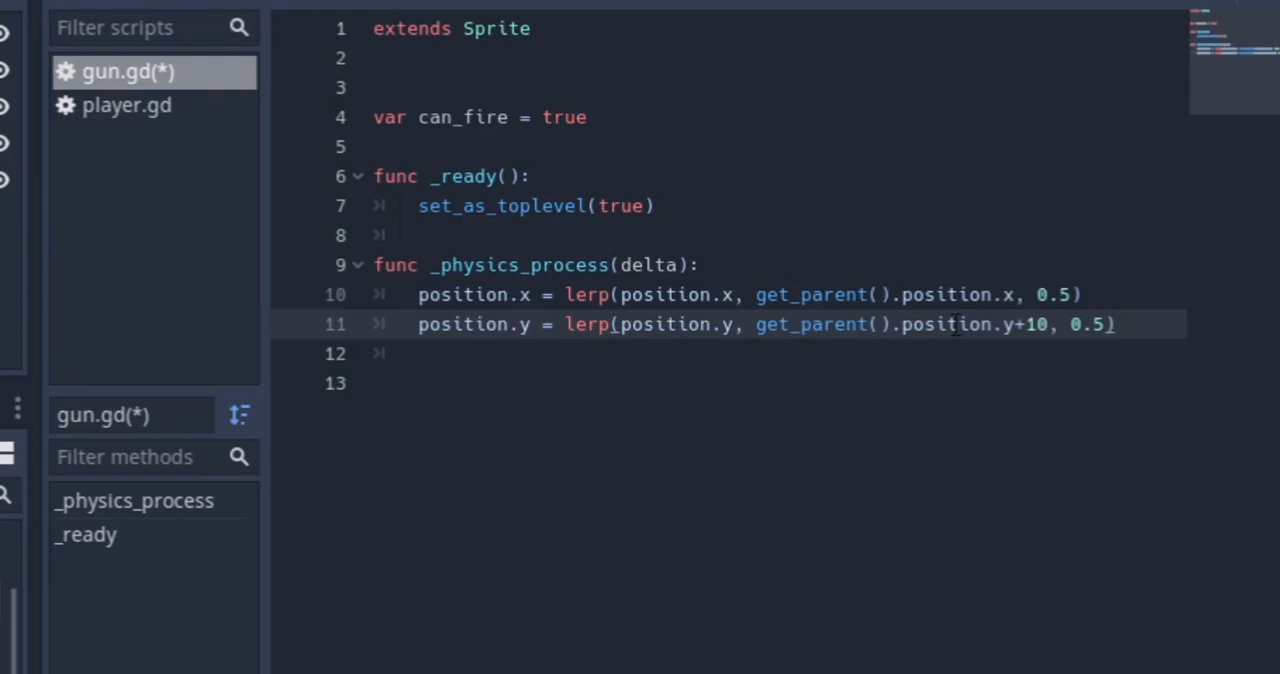 Filter scripts
gun.gd(*)
player.gd
gun.gd(*)
Filter methods
_physics_process
_ready
1 extends Sprite
2
3
4 var can_fire = true
5
6 func _ready():
7 set_as_toplevel(true)
8
9 func _physics_process(delta):
10 position.x = lerp(position.x, get_parent().position.x, 0.5)
11 position.y = lerp(position.y, get_parent().position.y+10, 0.5)
12
13